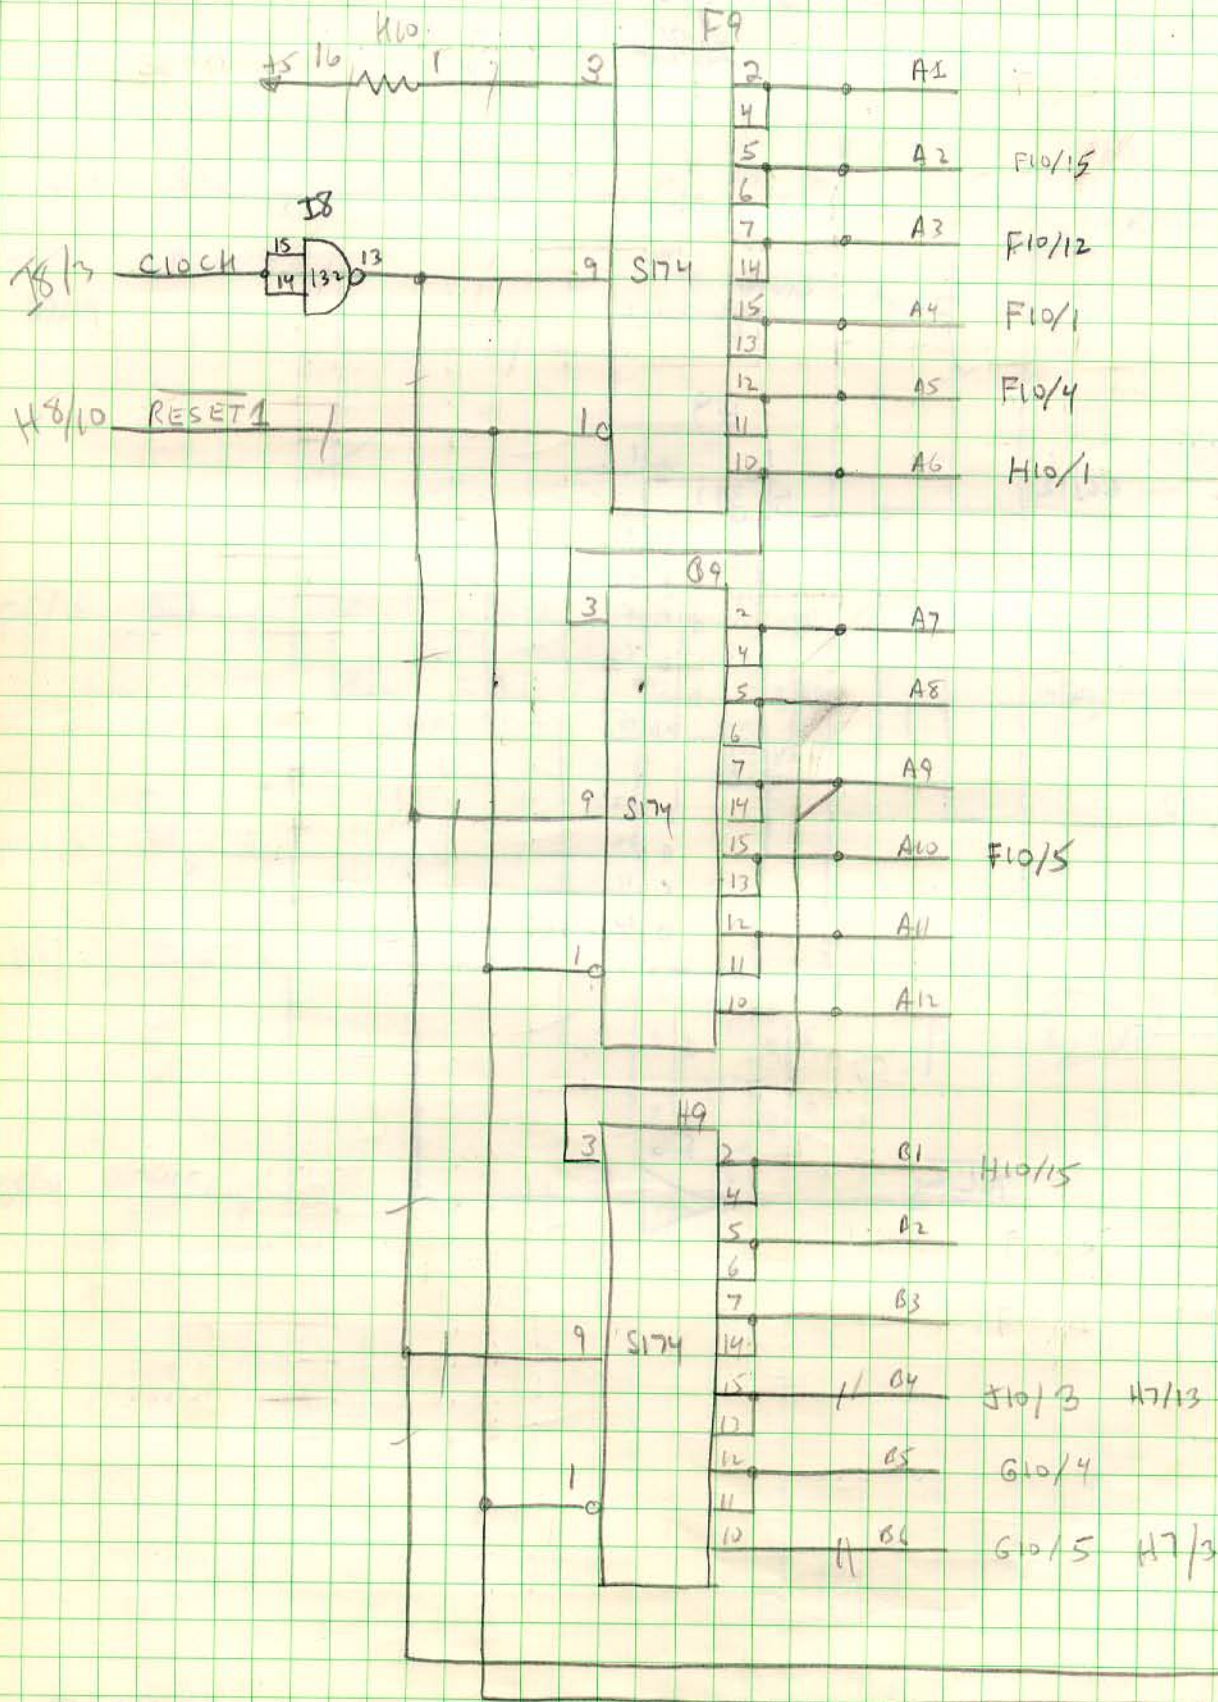 F9
+5 16 H10 1 3 2 A1
4
5 A2 F10/15
6
I8
7 A3 F10/12
I8/3 CLOCK 15 14 132 13 9 S174 14
15 A4 F10/1
13
12 A5 F10/4
H8/10 RESET1 1 11
10 A6 H10/1
G9
3 2 A7
4
5 A8
6
7 A9
9 S174 14
15 A10 F10/5
13
12 A11
1 11
10 A12
H9
3 2 B1 H10/15
4
5 A2
6
7 B3
9 S174 14
15 B4 J10/3 H7/13
13
12 B5 G10/4
1 11
10 B6 G10/5 H7/3